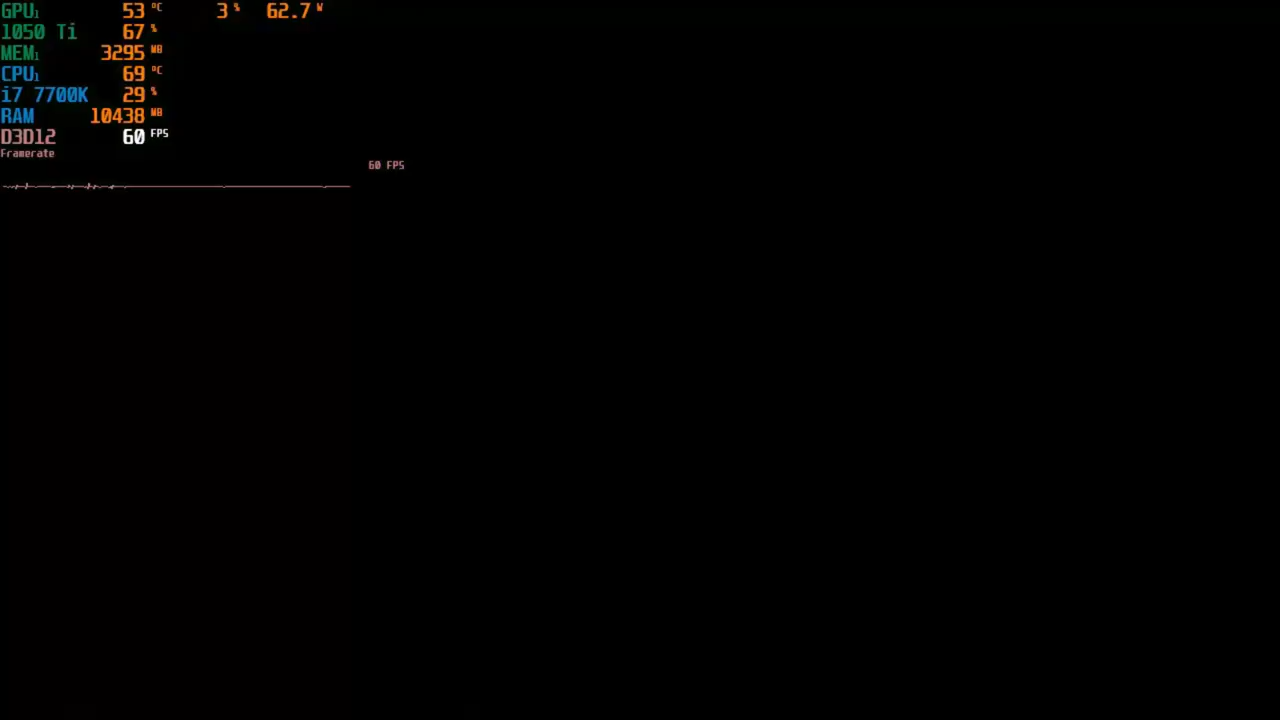 GPU1 53 °C 3 % 62.7 W
1050 Ti 67 %
MEM1 3295 MB
CPU1 69 °C
i7 7700K 29 %
RAM 10438 MB
D3D12 60 FPS
Framerate
60 FPS